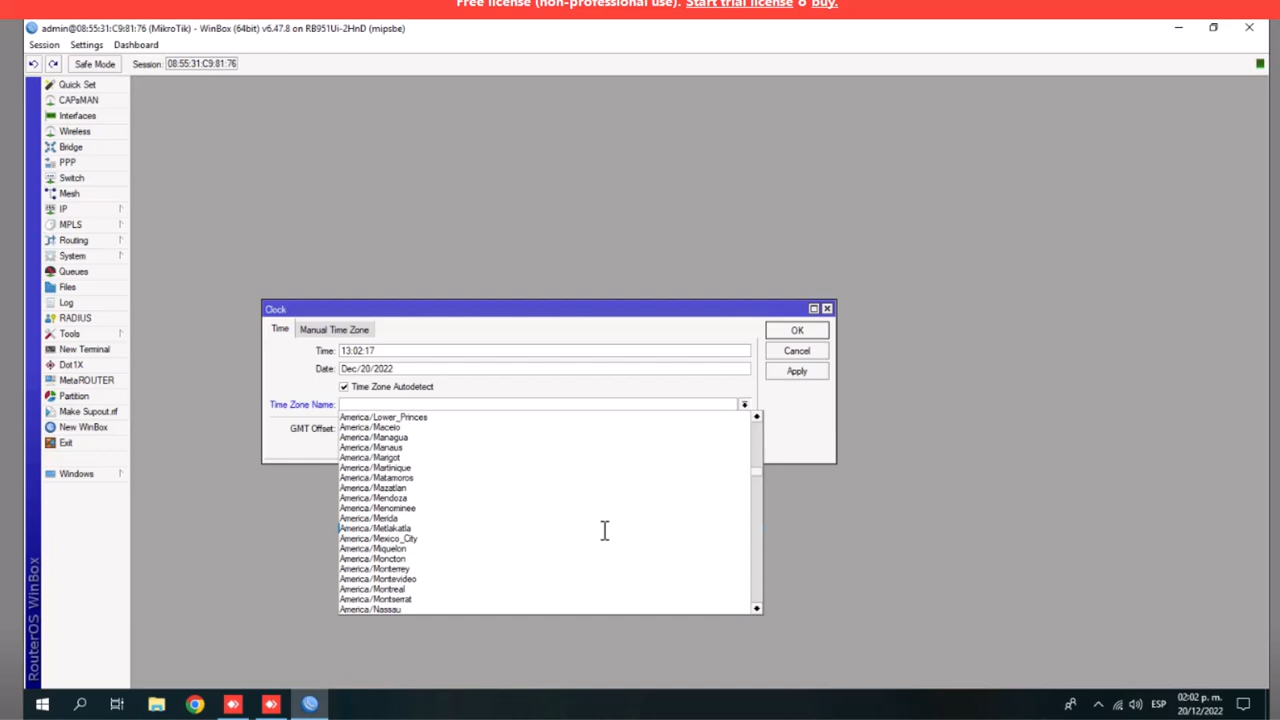 Free license (non-professional use). Start trial license o buy.
admin@08:55:31:C9:81:76 (MikroTik) - WinBox (64bit) v6.47.8 on RB951Ui-2HnD (mipsbe)
Session Settings Dashboard
Safe Mode Session: 08:55:31:C9:81:76
Quick Set
CAPsMAN
Interfaces
Wireless
Bridge
PPP
Switch
Mesh
IP
MPLS
Routing
System
Queues
Files
Log
RADIUS
Tools
New Terminal
Dot1X
MetaROUTER
Partition
Make Supout.rif
New WinBox
Exit
Windows
RouterOS WinBox
Clock
Time Manual Time Zone
Time: 13:02:17
Date: Dec/20/2022
Time Zone Autodetect
Time Zone Name:
GMT Offset:
OK
Cancel
Apply
America/Lower_Princes
America/Maceio
America/Managua
America/Manaus
America/Marigot
America/Martinique
America/Matamoros
America/Mazatlan
America/Mendoza
America/Menominee
America/Merida
America/Metlakatla
America/Mexico_City
America/Miquelon
America/Moncton
America/Monterrey
America/Montevideo
America/Montreal
America/Montserrat
America/Nassau
ESP
02:02 p. m.
20/12/2022